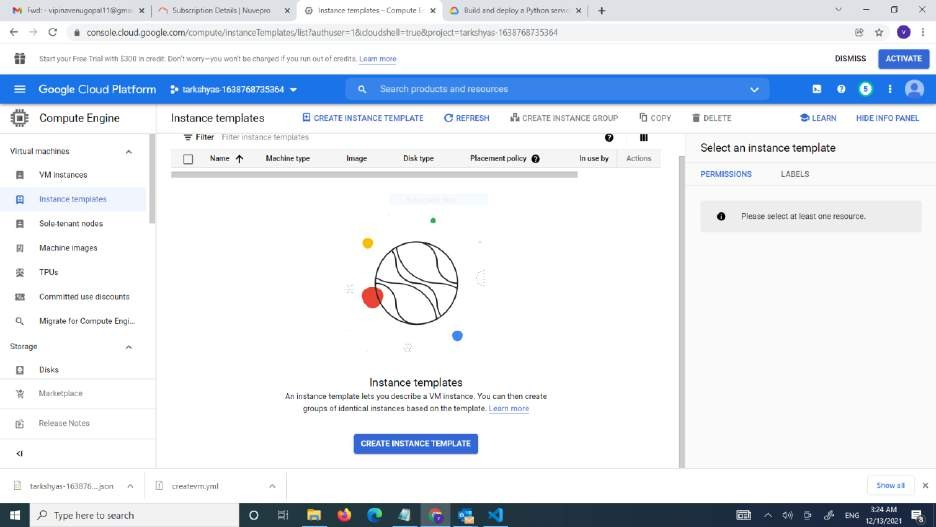 Fwd: - vipinavenugopal11@gma
Subscription Details | Nuvepro
Instance templates – Compute E
Build and deploy a Python servic
console.cloud.google.com/compute/instanceTemplates/list?authuser=1&cloudshell=true&project=tarkshyas-1638768735364
V
Start your Free Trial with $300 in credit. Don't worry—you won't be charged if you run out of credits. Learn more
DISMISS
ACTIVATE
Google Cloud Platform
tarkshyas-1638768735364
Search products and resources
5
Compute Engine
Instance templates
CREATE INSTANCE TEMPLATE
REFRESH
CREATE INSTANCE GROUP
COPY
DELETE
LEARN
HIDE INFO PANEL
Virtual machines
VM instances
Instance templates
Sole-tenant nodes
Machine images
TPUs
Committed use discounts
Migrate for Compute Engi...
Storage
Disks
Marketplace
Release Notes
Filter Filter instance templates
Name Machine type Image Disk type Placement policy In use by Actions
Instance templates
An instance template lets you describe a VM instance. You can then create
groups of identical instances based on the template. Learn more
CREATE INSTANCE TEMPLATE
Select an instance template
PERMISSIONS
LABELS
Please select at least one resource.
tarkshyas-163876....json
createvm.yml
Show all
Type here to search
ENG
3:24 AM
12/13/2021
8